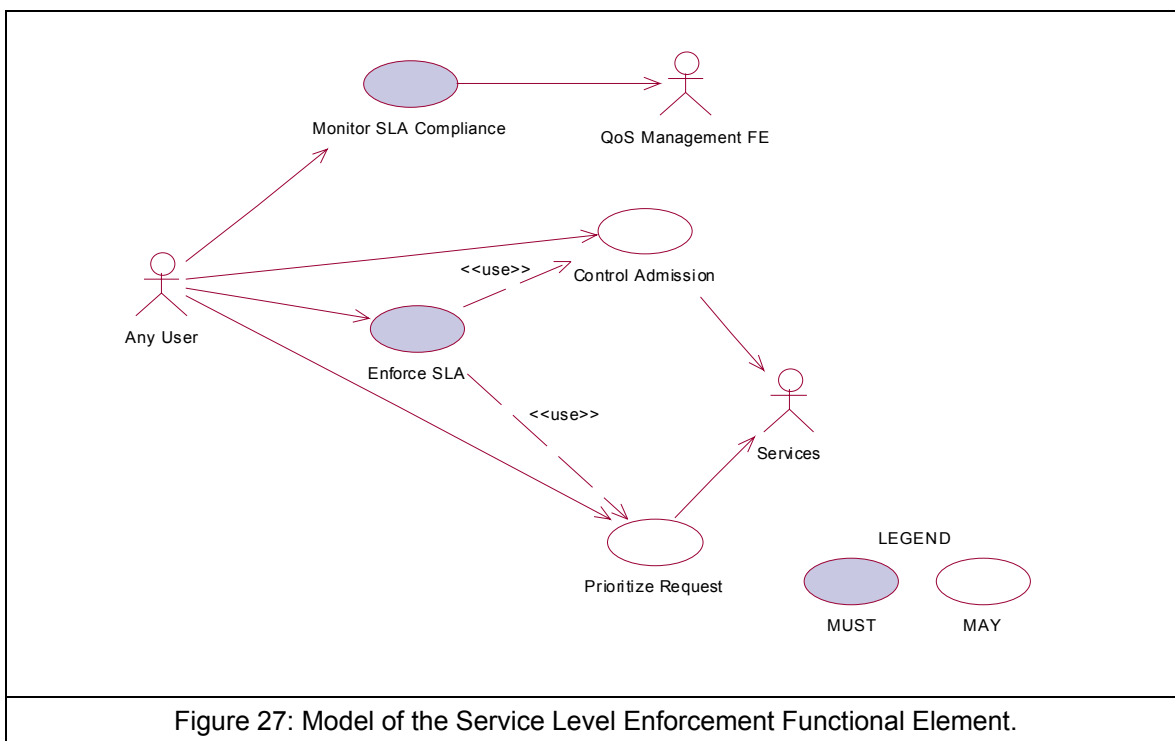 Monitor SLA Compliance
QoS Management FE
<<use>>
Control Admission
Any User
Enforce SLA
<<use>>
Services
Prioritize Request
LEGEND
MUST
MAY
Figure 27: Model of the Service Level Enforcement Functional Element.